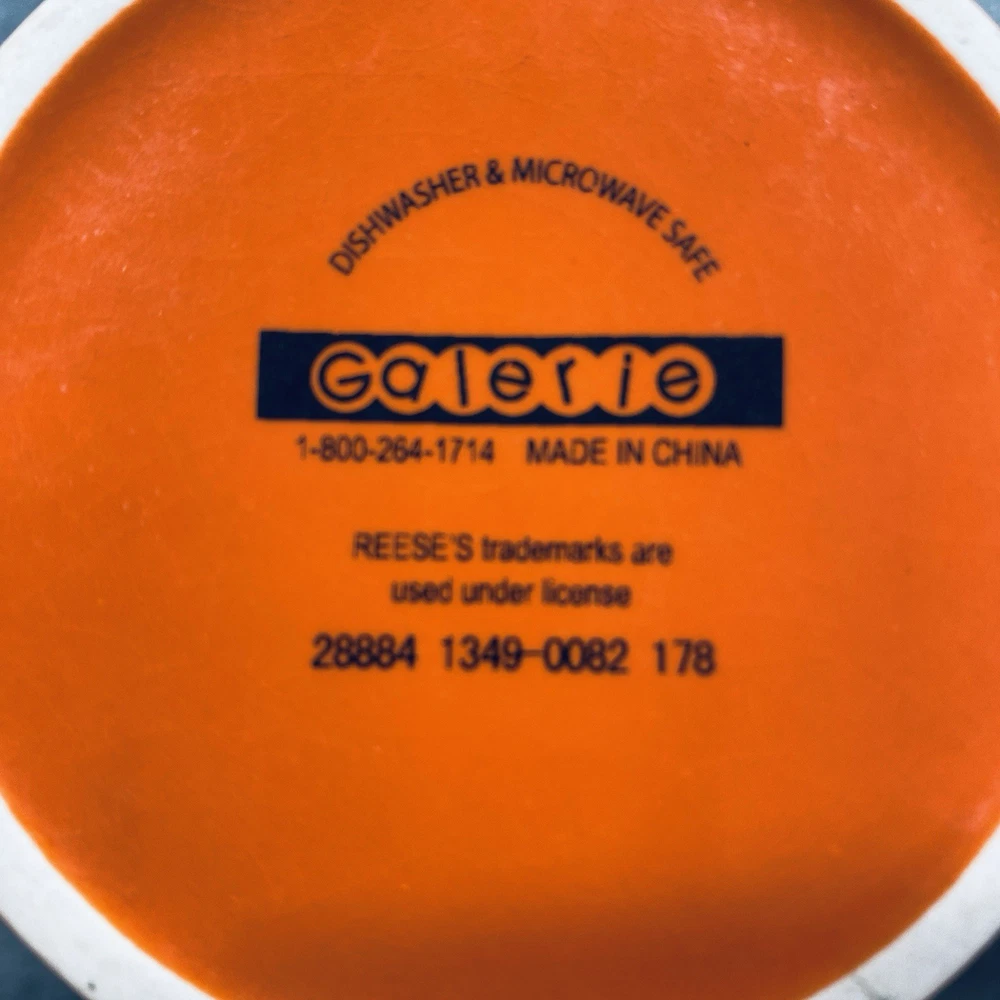 DISHWASHER & MICROWAVE SAFE
Galerie
1-800-264-1714 MADE IN CHINA
REESE'S trademarks are
used under license
28884 1349-0082 178